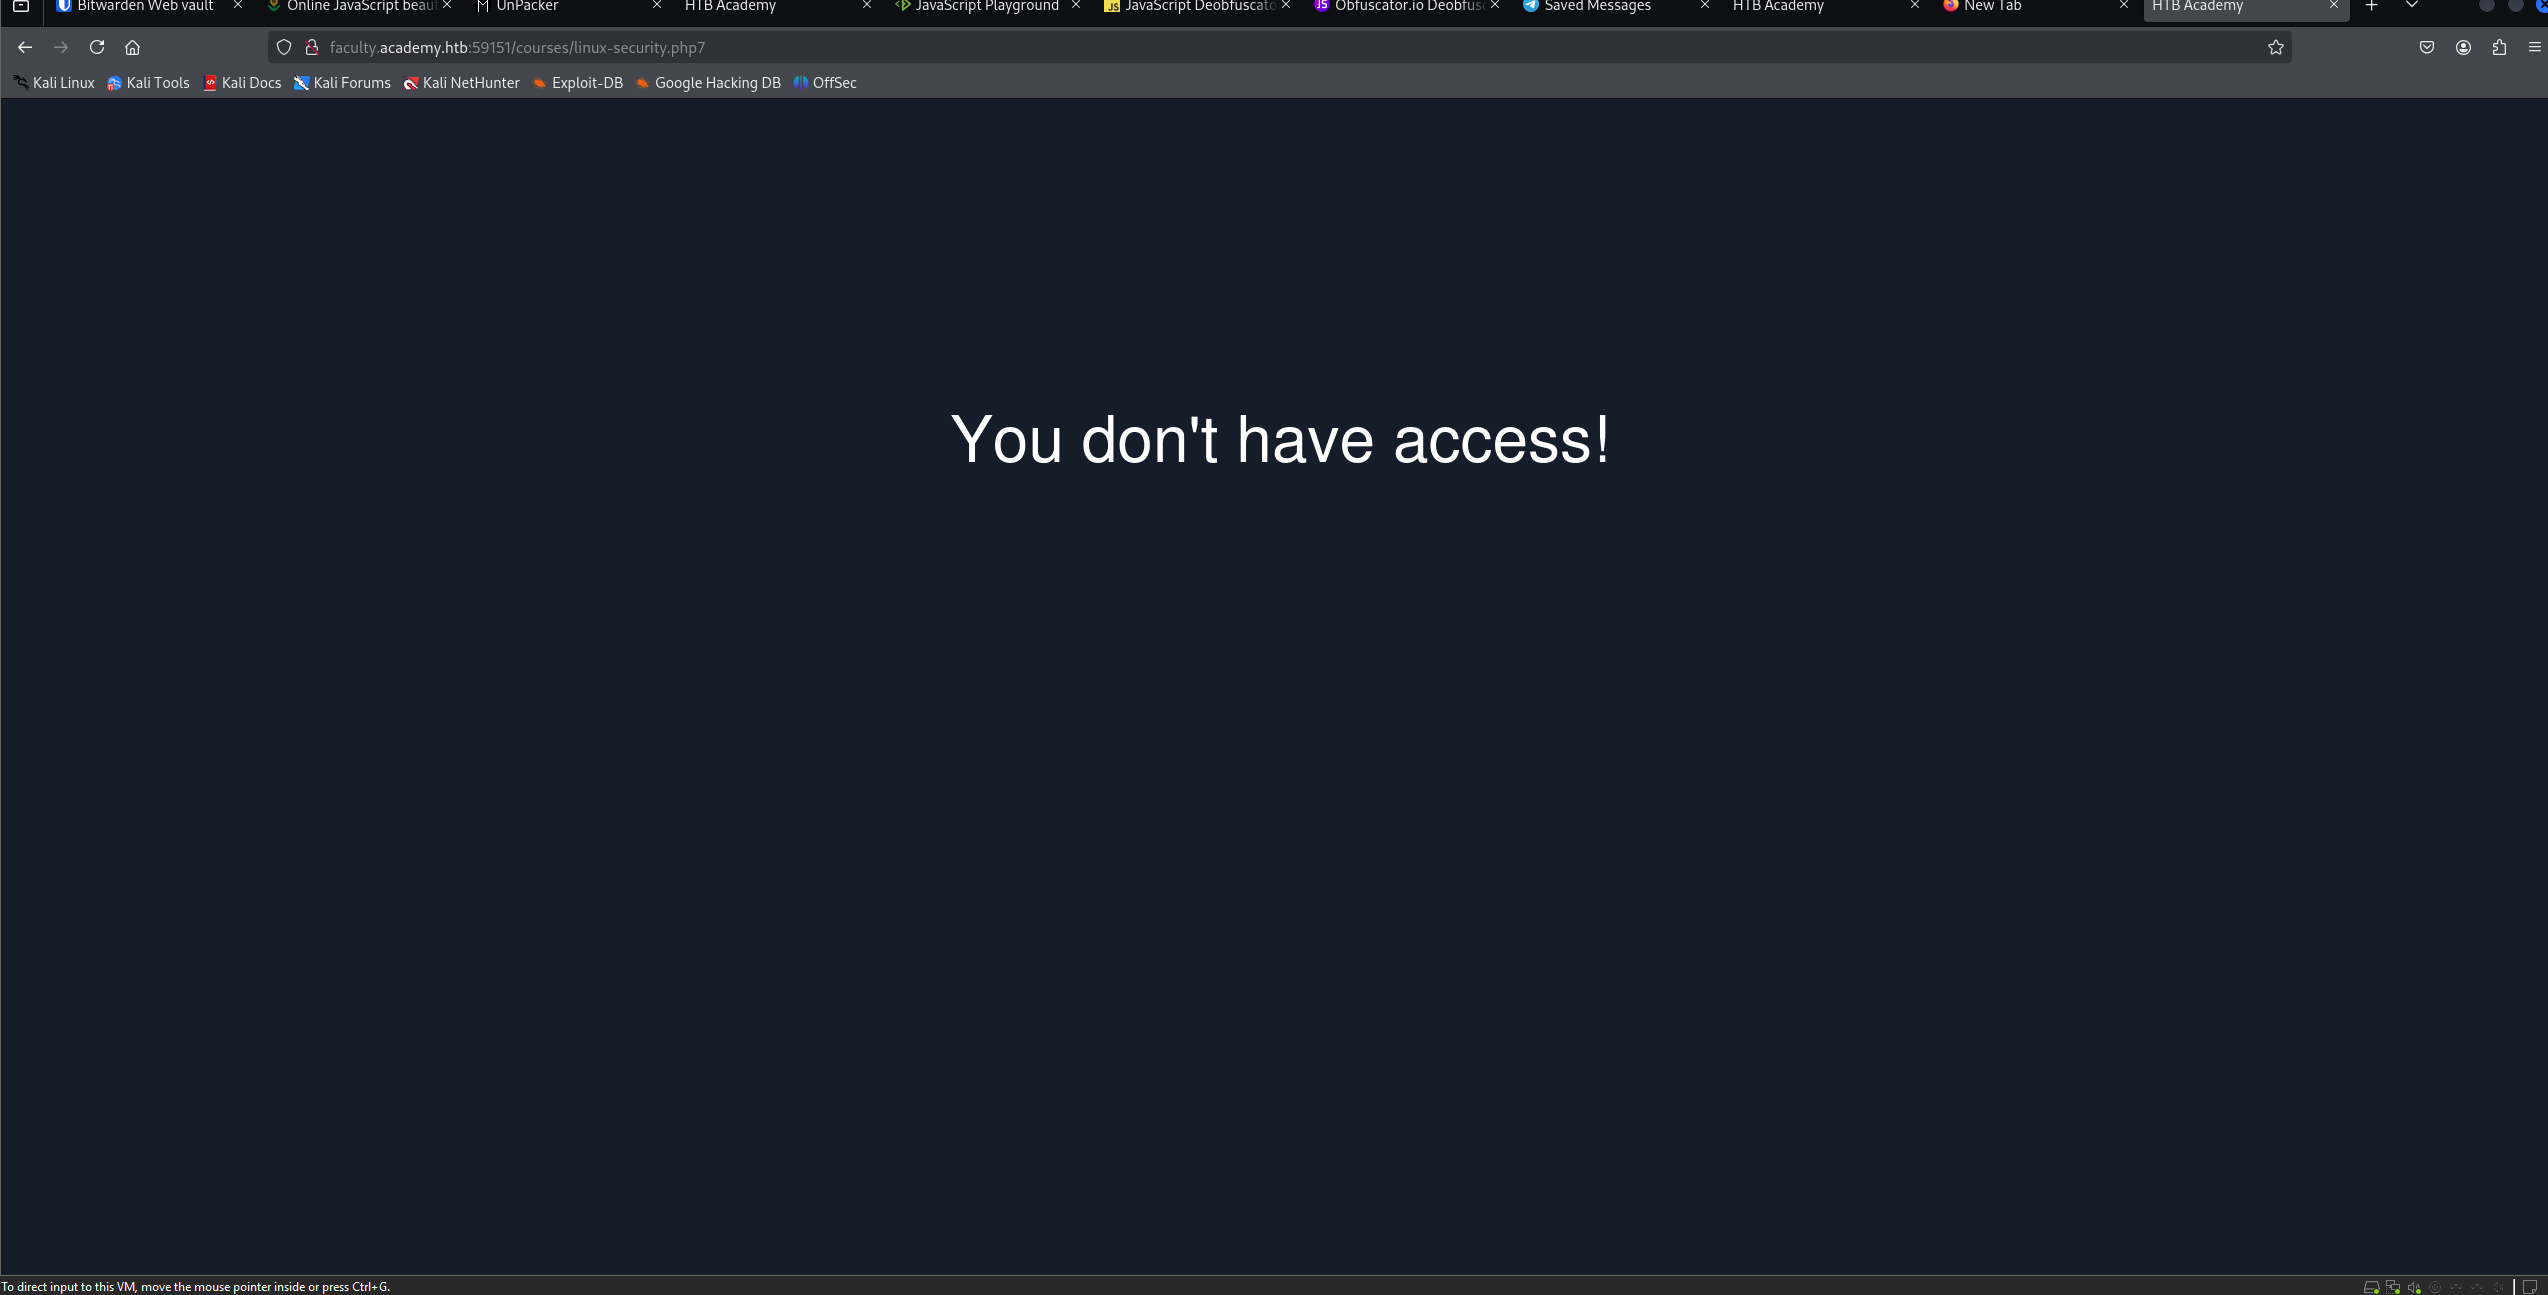 Bitwarden Web vault
Online JavaScript beaut
UnPacker
HTB Academy
JavaScript Playground
JavaScript Deobfuscato
Obfuscator.io Deobfusc
Saved Messages
HTB Academy
New Tab
HTB Academy
faculty.academy.htb:59151/courses/linux-security.php7
Kali Linux
Kali Tools
Kali Docs
Kali Forums
Kali NetHunter
Exploit-DB
Google Hacking DB
OffSec
You don't have access!
To direct input to this VM, move the mouse pointer inside or press Ctrl+G.